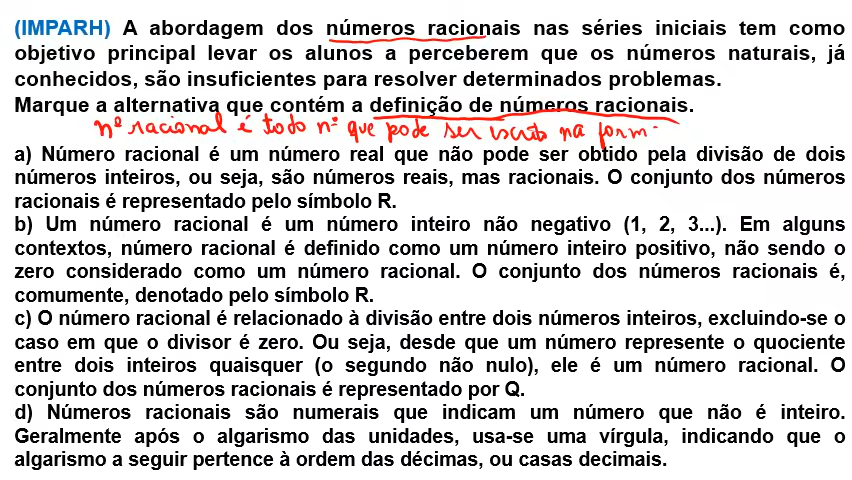 (IMPARH) A abordagem dos números racionais nas séries iniciais tem como
objetivo principal levar os alunos a perceberem que os números naturais, já
conhecidos, são insuficientes para resolver determinados problemas.
Marque a alternativa que contém a definição de números racionais.
nº racional é todo nº que pode ser escrito na form
a) Número racional é um número real que não pode ser obtido pela divisão de dois
números inteiros, ou seja, são números reais, mas racionais. O conjunto dos números
racionais é representado pelo símbolo R.
b) Um número racional é um número inteiro não negativo (1, 2, 3...). Em alguns
contextos, número racional é definido como um número inteiro positivo, não sendo o
zero considerado como um número racional. O conjunto dos números racionais é,
comumente, denotado pelo símbolo R.
c) O número racional é relacionado à divisão entre dois números inteiros, excluindo-se o
caso em que o divisor é zero. Ou seja, desde que um número represente o quociente
entre dois inteiros quaisquer (o segundo não nulo), ele é um número racional. O
conjunto dos números racionais é representado por Q.
d) Números racionais são numerais que indicam um número que não é inteiro.
Geralmente após o algarismo das unidades, usa-se uma vírgula, indicando que o
algarismo a seguir pertence à ordem das décimas, ou casas decimais.